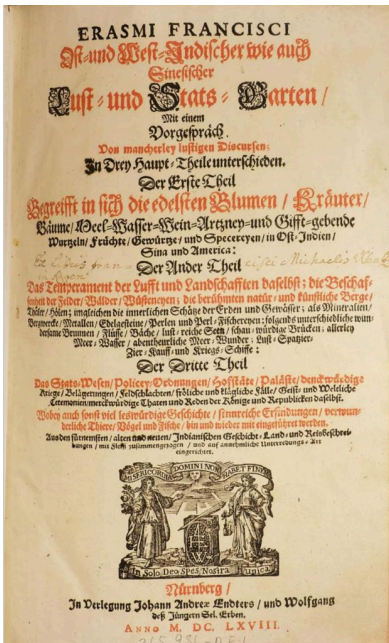 ERASMI FRANCISCI
Ost- und West-Indischer wie auch
Sinesischer
Lust- und Stats-Garten /
Mit einem
Vorgespräch
Von mancherley lustigen Discursen;
In Drey Haupt-Theile unterschieden.
Der Erste Theil
Begreifft in sich die edelsten Blumen / Kräuter /
Bäume / Meel-Wasser-Wein-Artzney- und Gifft-gebende
Wurtzeln / Früchte / Gewürtze / und Specereyen / in Ost-Indien /
Sina und America:
Der Ander Theil
Das Temperament der Lufft und Landschafften daselbst; die Beschaf-
fenheit der Felder / Wälder / Wüsteneyen; die berühmten natür- und künstliche Berge /
Thäler / Hölen; imgleichen die innerlichen Schätze der Erden und Gewässer; als Mineralien /
Bergwercke / Metallen / Edelgesteine / Perlen und Perl-Fischereyen; folgends unterschiedliche wun-
dersame Brunnen / Flüsse / Bäche / lust-reiche Seen / schau-würdige Brücken; allerley
Meer-Wasser / abentheurliche Meer-Wunder; Lust-Spatzier-
Zier-Kauff- und Kriegs-Schiffe:
Der Dritte Theil
Das Stats-Wesen / Policey-Ordnungen / Hofstäte / Paläste / denckwürdige
Kriege / Belägerungen / Feldschlachten / fröliche und klägliche Fälle / Geist- und Weltliche
Ceremonien / merckwürdige Thaten und Reden der Könige und Republicken daselbst.
Wobey auch sonst viel leswürdige Geschichte / sinnreiche Erfindungen / verwun-
derliche Thiere / Vögel und Fische / hin und wieder mit eingeführet werden.
Aus den fürnemsten / alten und neuen / Indianischen Geschicht-Land- und Reisbeschrei-
bungen / mit Fleiß zusammengezogen / und auf annehmliche Unterredungs-Art
eingerichtet.
MISERICORDIA DOMINI NON HABET FINEM
In Solo Deo Spes Nostra Unica
Nürnberg /
In Verlegung Johann Andreæ Endters / und Wolfgang
deß Jüngern Sel. Erben.
ANNO M. DC. LXVIII.